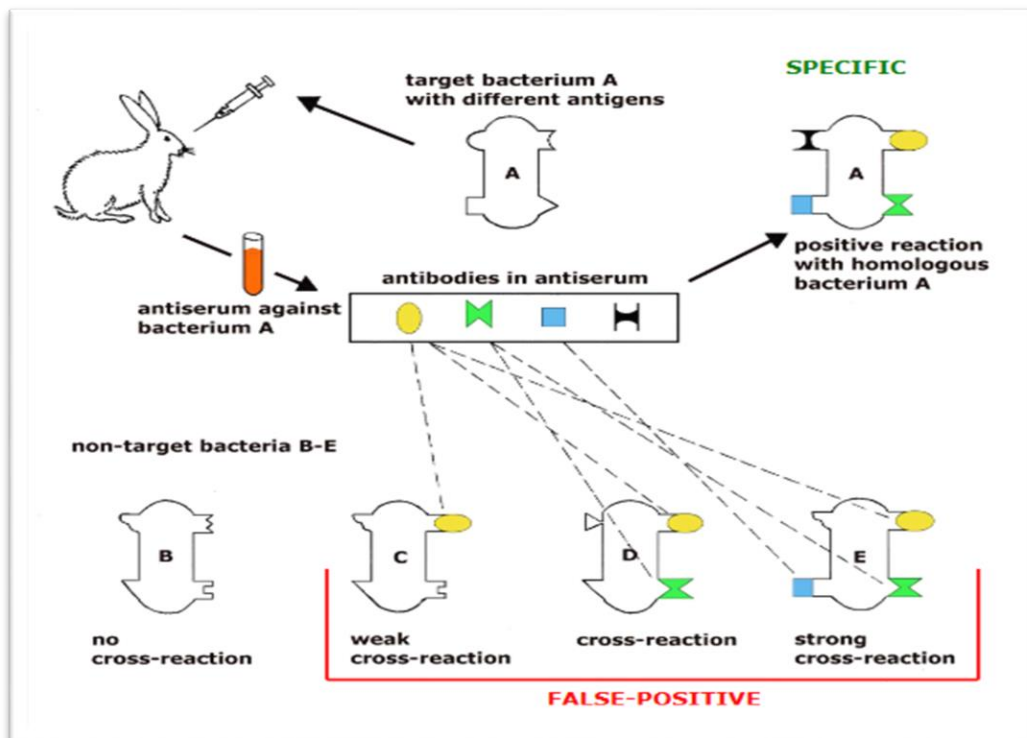 SPECIFIC
target bacterium A
with different antigens
A
A
positive reaction
with homologous
bacterium A
antibodies in antiserum
antiserum against
bacterium A
non-target bacteria B-E
B
C
D
E
no
cross-reaction
weak
cross-reaction
cross-reaction
strong
cross-reaction
FALSE-POSITIVE